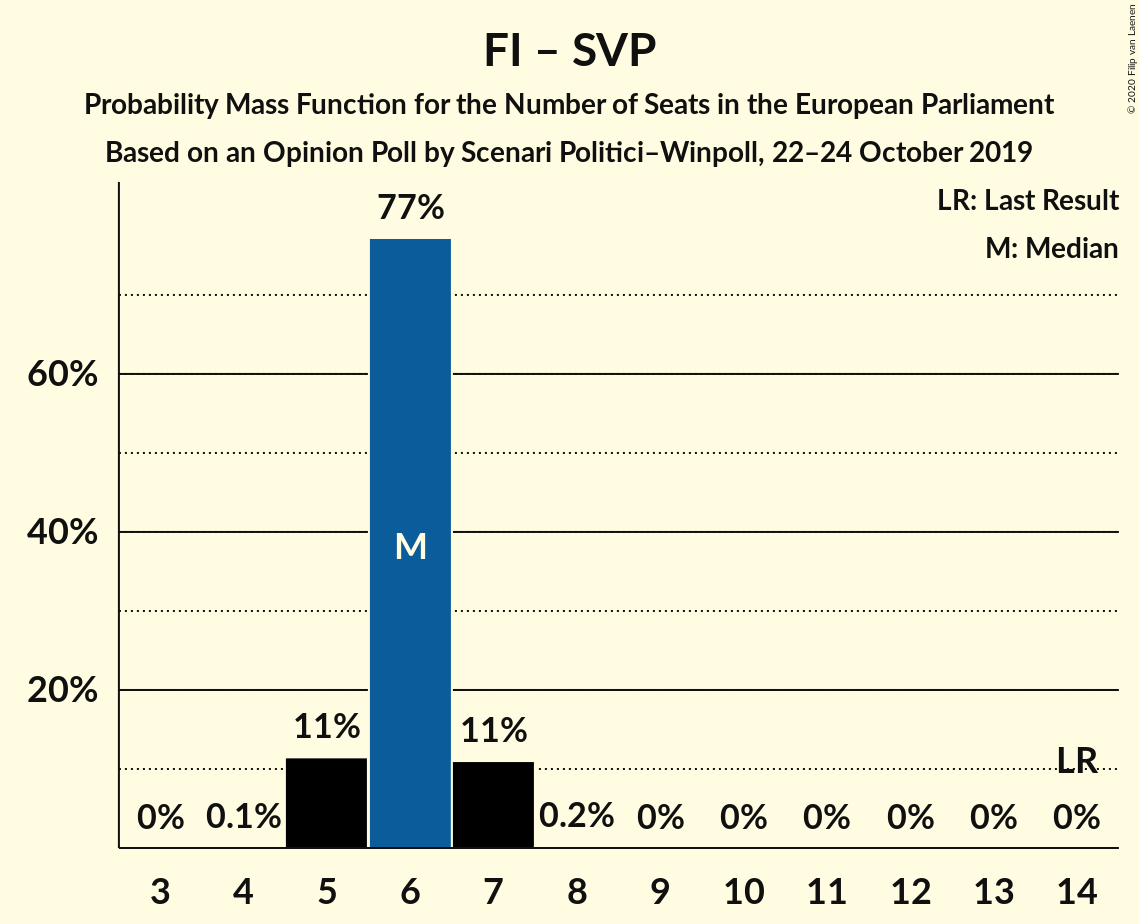 FI – SVP
Probability Mass Function for the Number of Seats in the European Parliament
Based on an Opinion Poll by Scenari Politici–Winpoll, 22–24 October 2019
© 2020 Filip van Laenen
LR: Last Result
M: Median
77%
60%
40%
M
20%
11%
11%
LR
0%
0.1%
0.2%
0%
0%
0%
0%
0%
0%
3 4 5 6 7 8 9 10 11 12 13 14